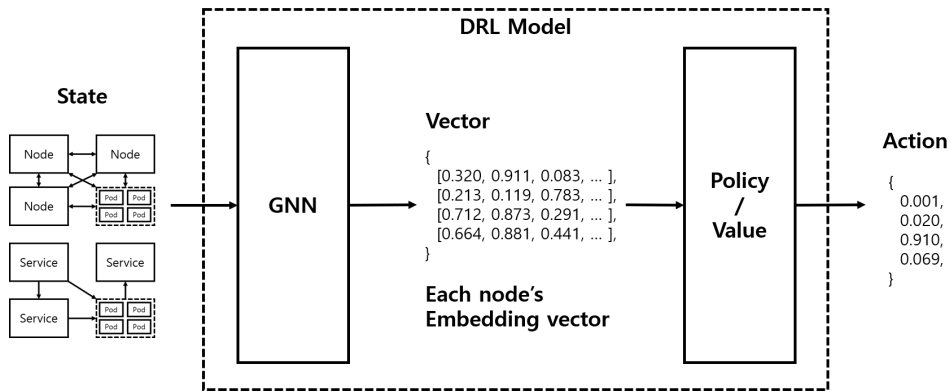 DRL Model
State
Node
Node
Node
Pod
Pod
Pod
Pod
Service
Service
Service
Pod
Pod
Pod
Pod
GNN
Vector
{
[0.320, 0.911, 0.083, ... ],
[0.213, 0.119, 0.783, ... ],
[0.712, 0.873, 0.291, ... ],
[0.664, 0.881, 0.441, ... ],
}
Each node's
Embedding vector
Policy
/
Value
Action
{
0.001,
0.020,
0.910,
0.069,
}